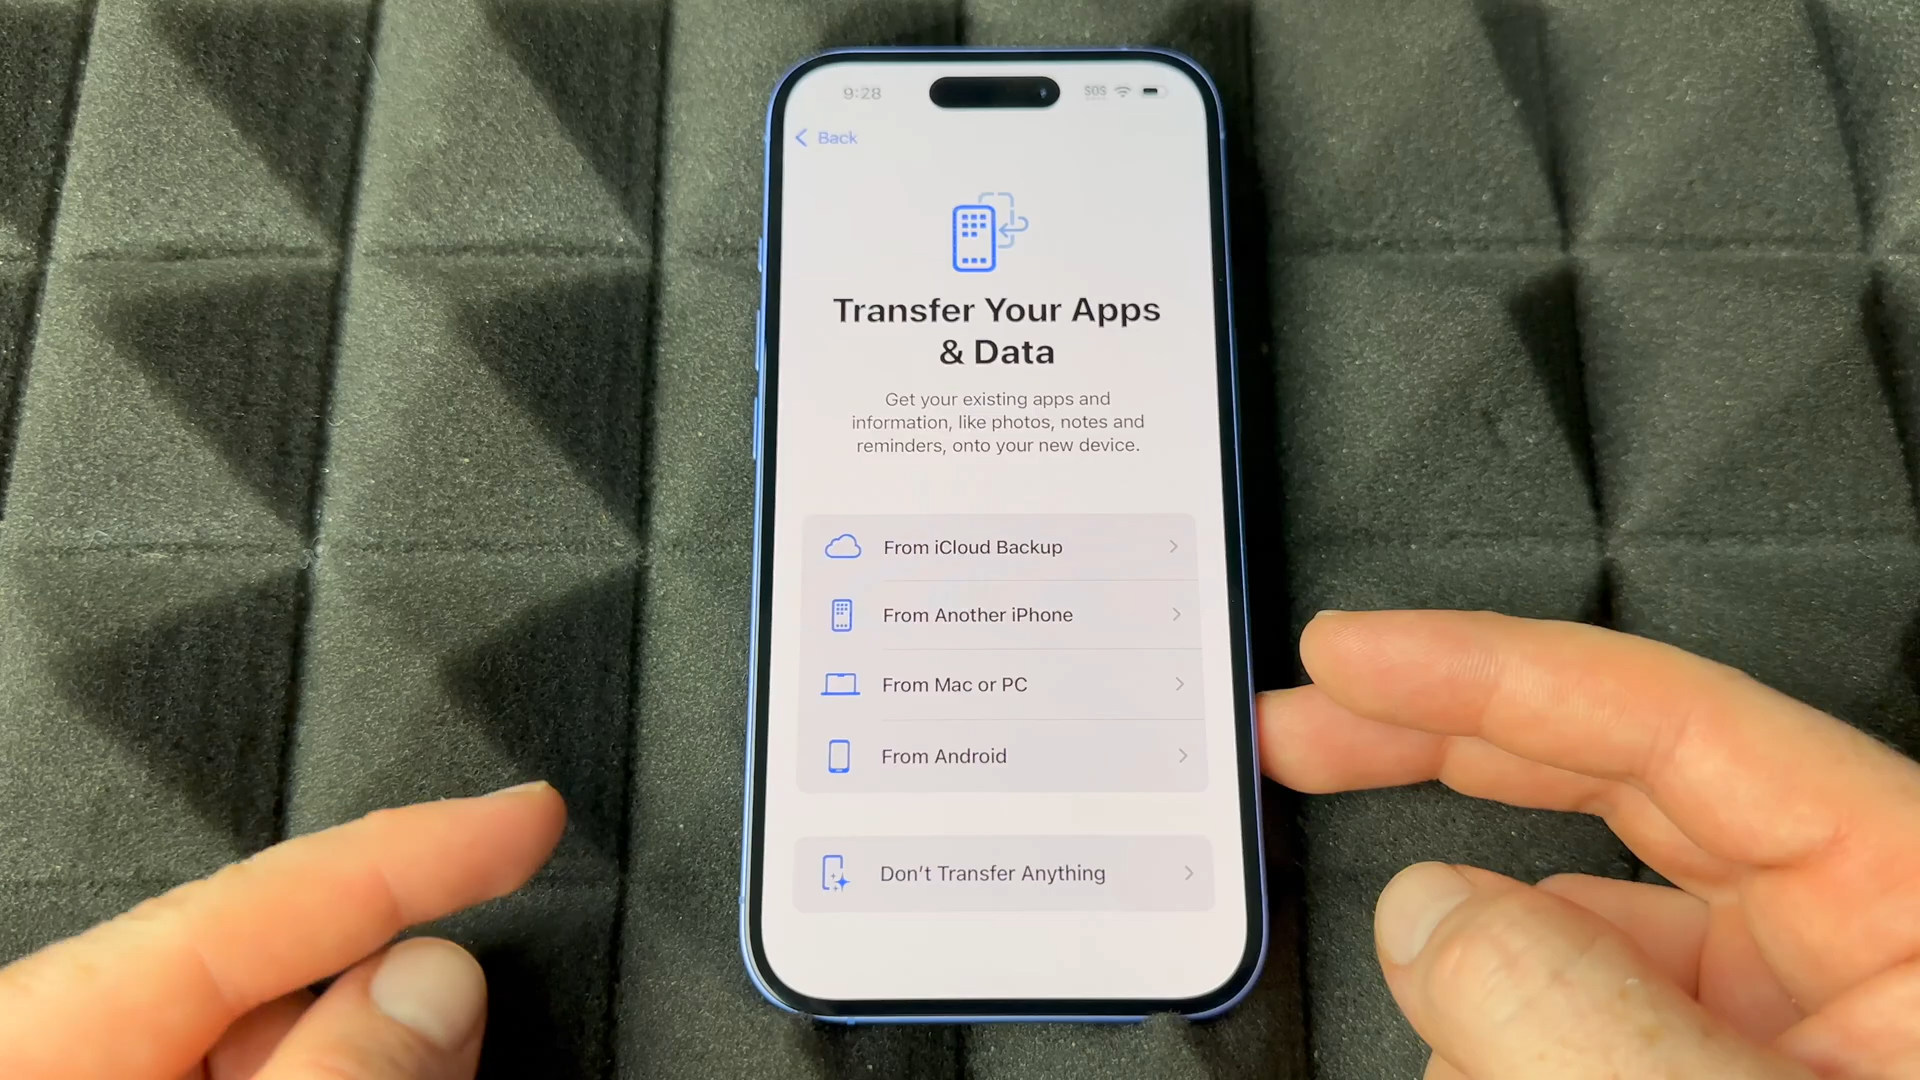 9:28 SOS
Back
Transfer Your Apps
& Data
Get your existing apps and
information, like photos, notes and
reminders, onto your new device.
From iCloud Backup
From Another iPhone
From Mac or PC
From Android
Don't Transfer Anything